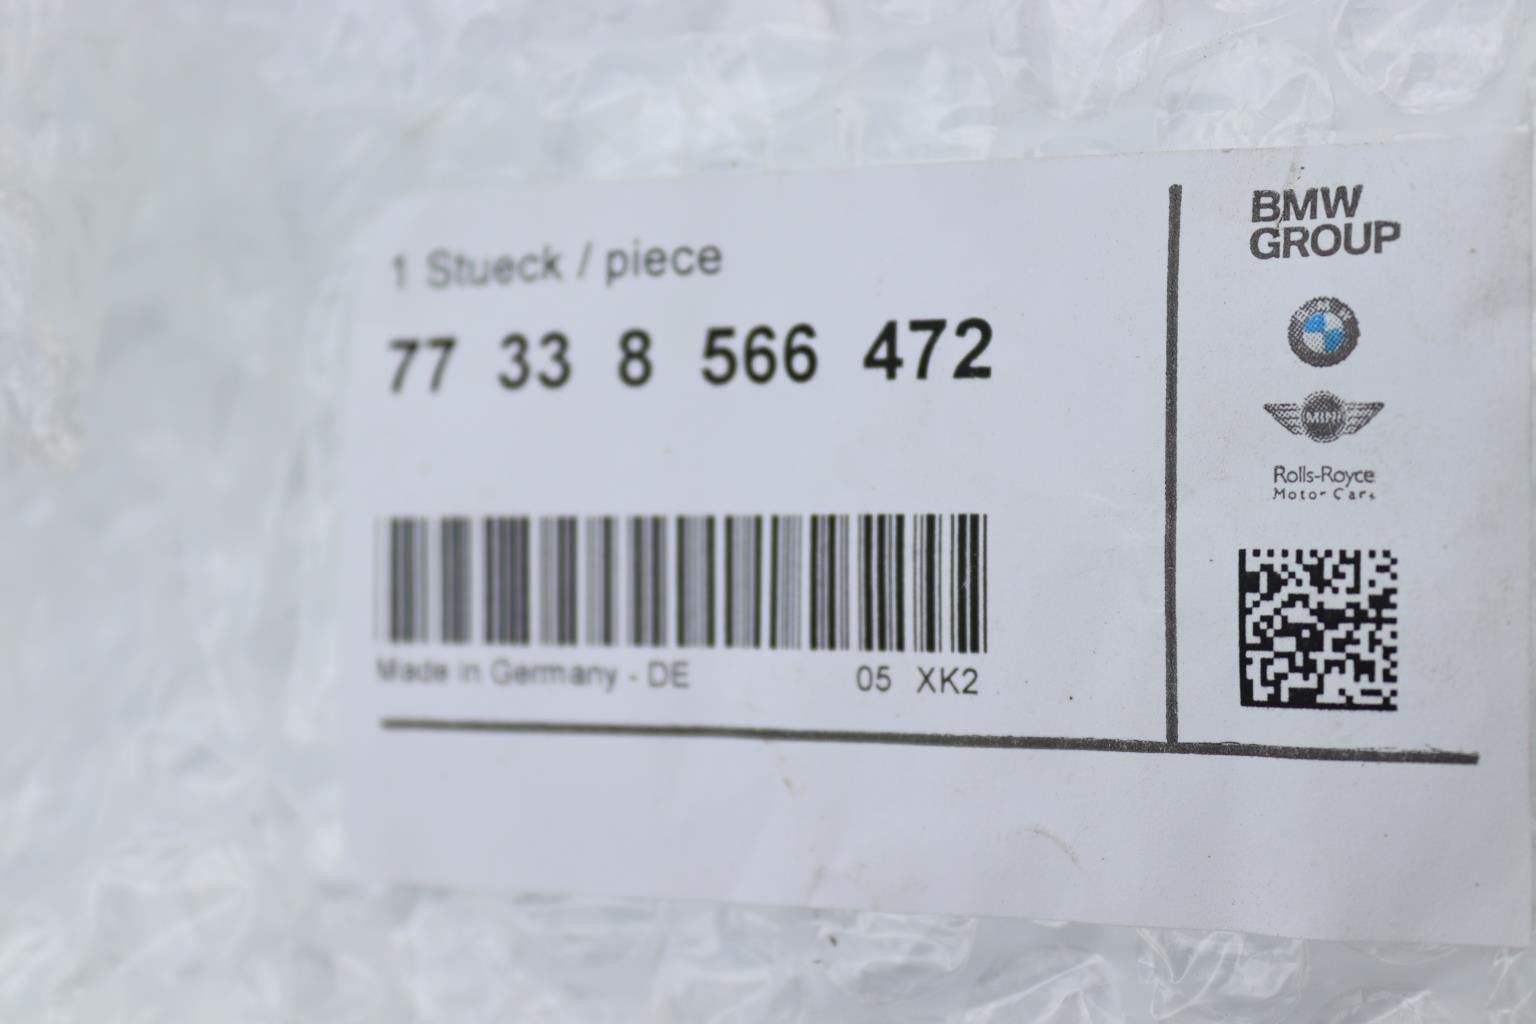 1 Stueck / piece
77 33 8 566 472
Made in Germany - DE
05 XK2
BMW
GROUP
BMW
MINI
Rolls-Royce
Motor Cars